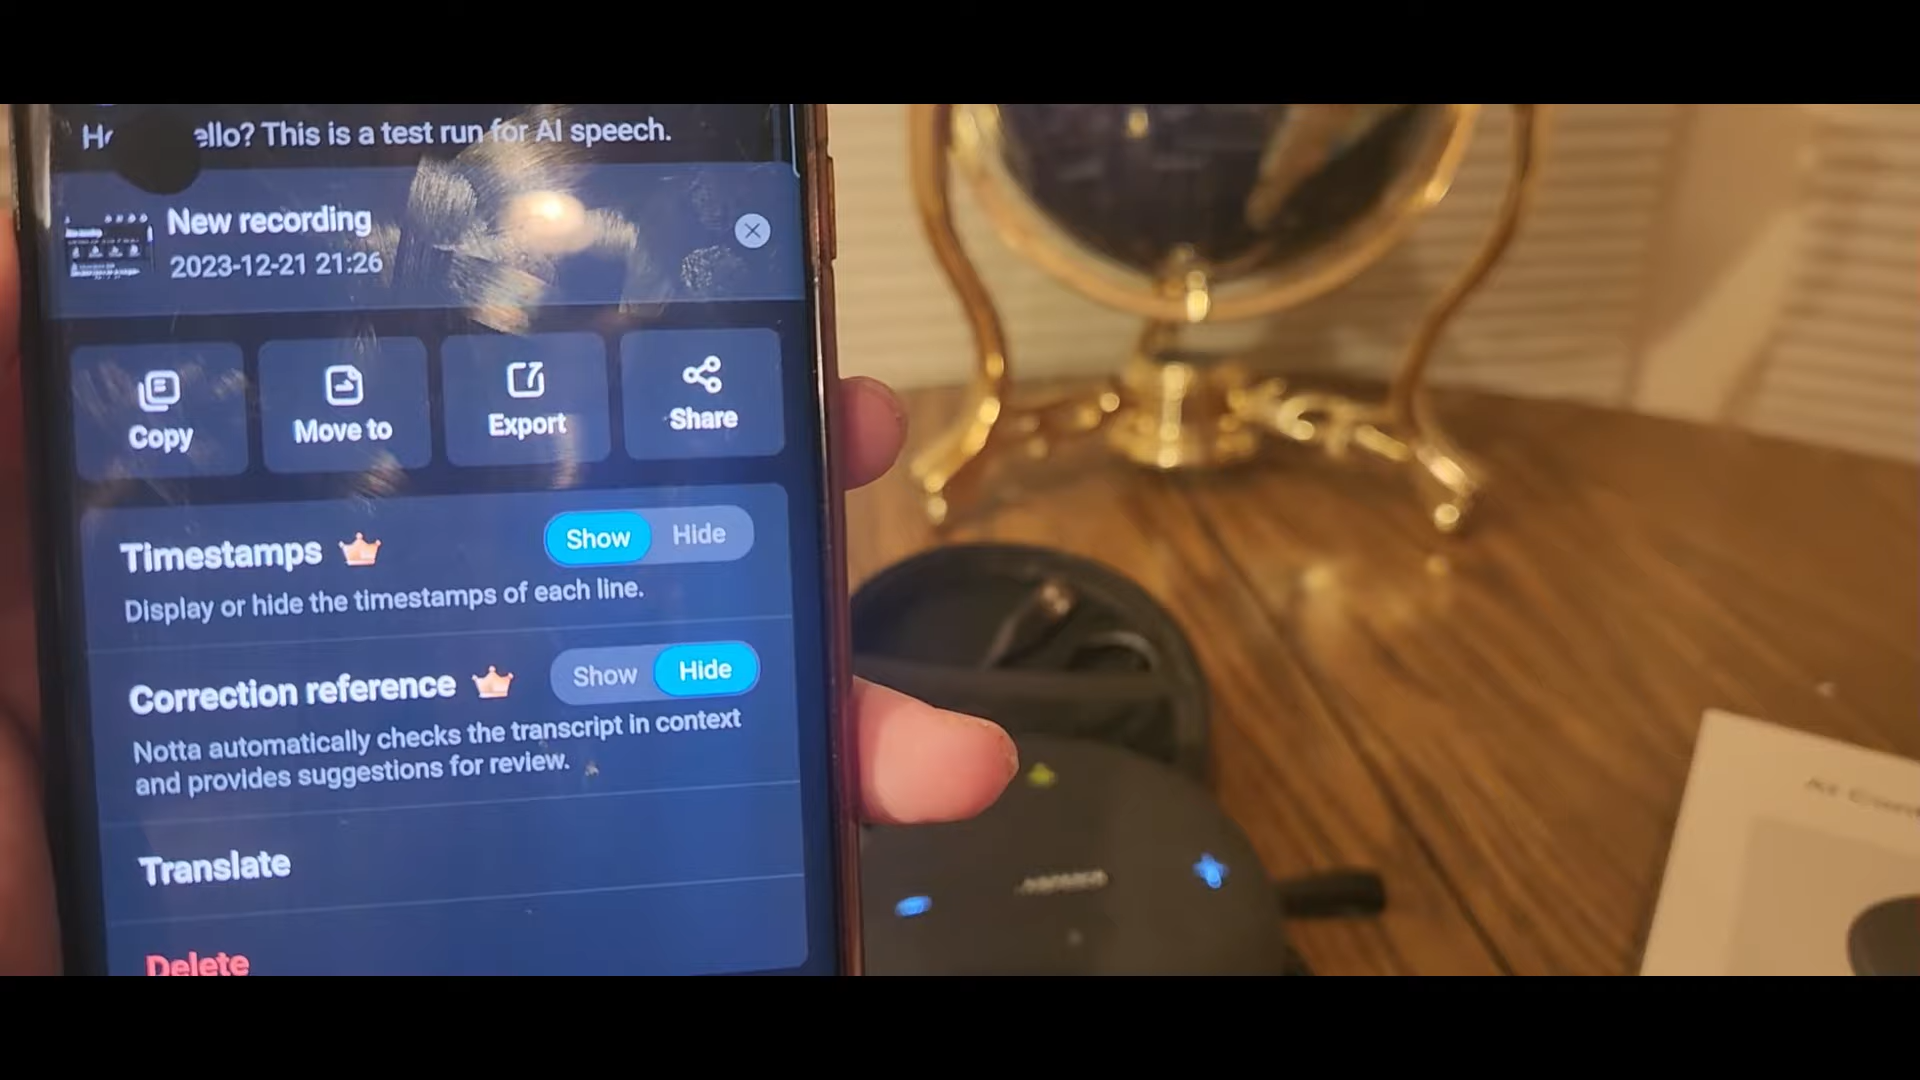 ello? This is a test run for AI speech.
New recording
2023-12-21 21:26
Copy
Move to
Export
Share
Timestamps
Show
Hide
Display or hide the timestamps of each line.
Correction reference
Show
Hide
Notta automatically checks the transcript in context
and provides suggestions for review.
Translate
Delete